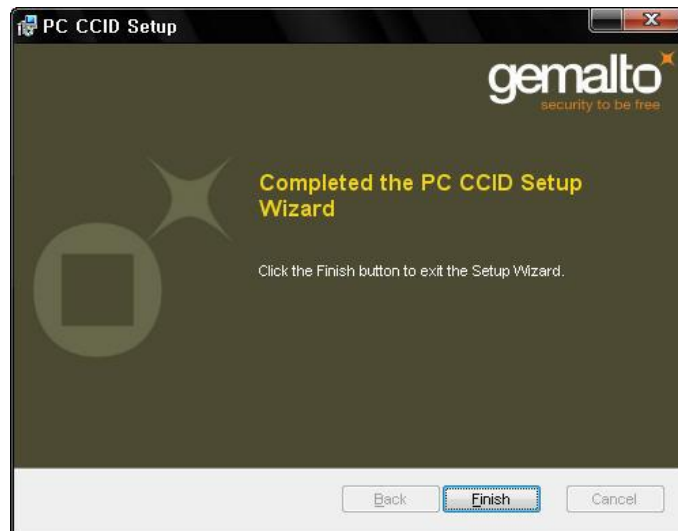 PC CCID Setup
gemalto
security to be free
Completed the PC CCID Setup
Wizard
Click the Finish button to exit the Setup Wizard.
Back Finish Cancel